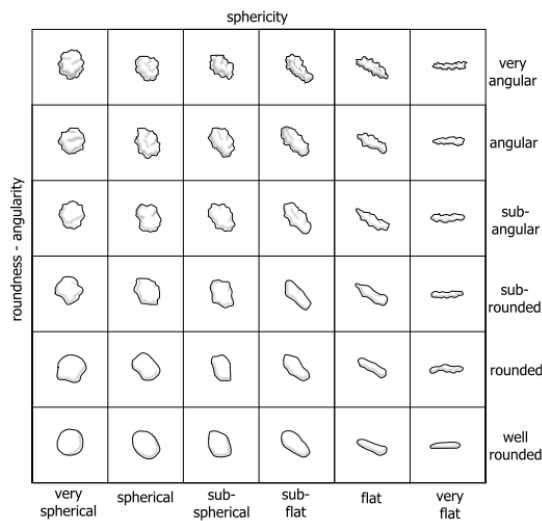 sphericity
very
angular
angular
sub-
angular
sub-
rounded
rounded
well
rounded
roundness - angularity
very
spherical
spherical
sub-
spherical
sub-
flat
flat
very
flat